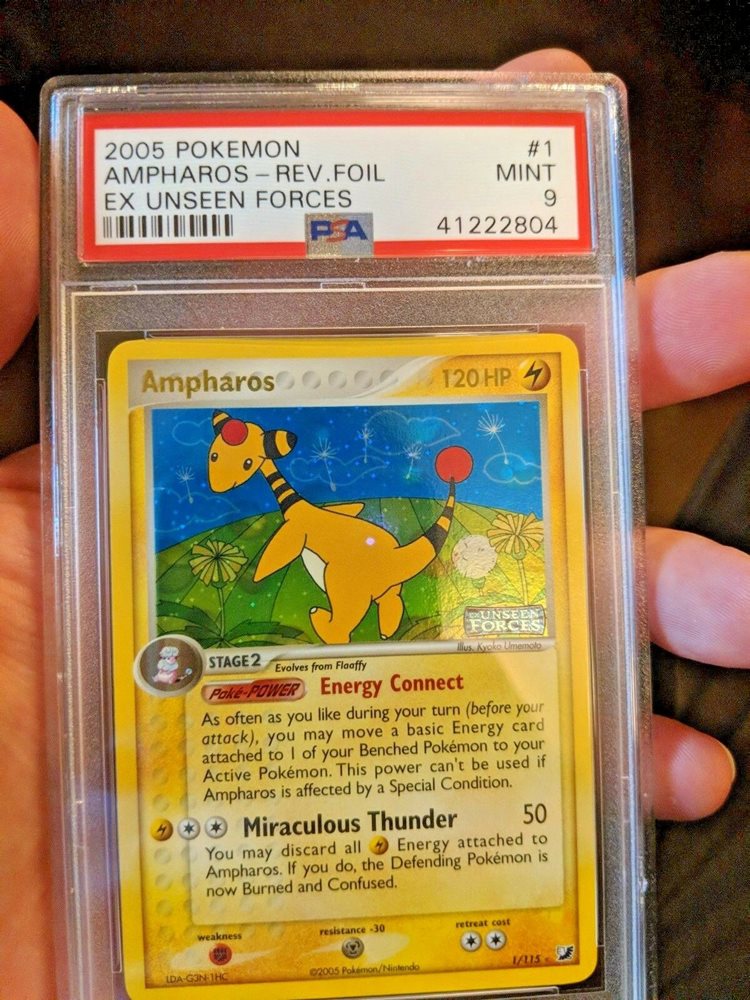 2005 POKEMON #1
AMPHAROS - REV.FOIL MINT
EX UNSEEN FORCES 9
PSA 41222804
Ampharos 120 HP
EX UNSEEN
FORCES
Illus. Kyoko Umemoto
STAGE2 Evolves from Flaaffy
Poké-POWER Energy Connect
As often as you like during your turn (before your
attack), you may move a basic Energy card
attached to 1 of your Benched Pokémon to your
Active Pokémon. This power can't be used if
Ampharos is affected by a Special Condition.
Miraculous Thunder 50
You may discard all Energy attached to
Ampharos. If you do, the Defending Pokémon is
now Burned and Confused.
weakness resistance -30 retreat cost
LDA-G3N-1HC ©2005 Pokémon/Nintendo 1/115